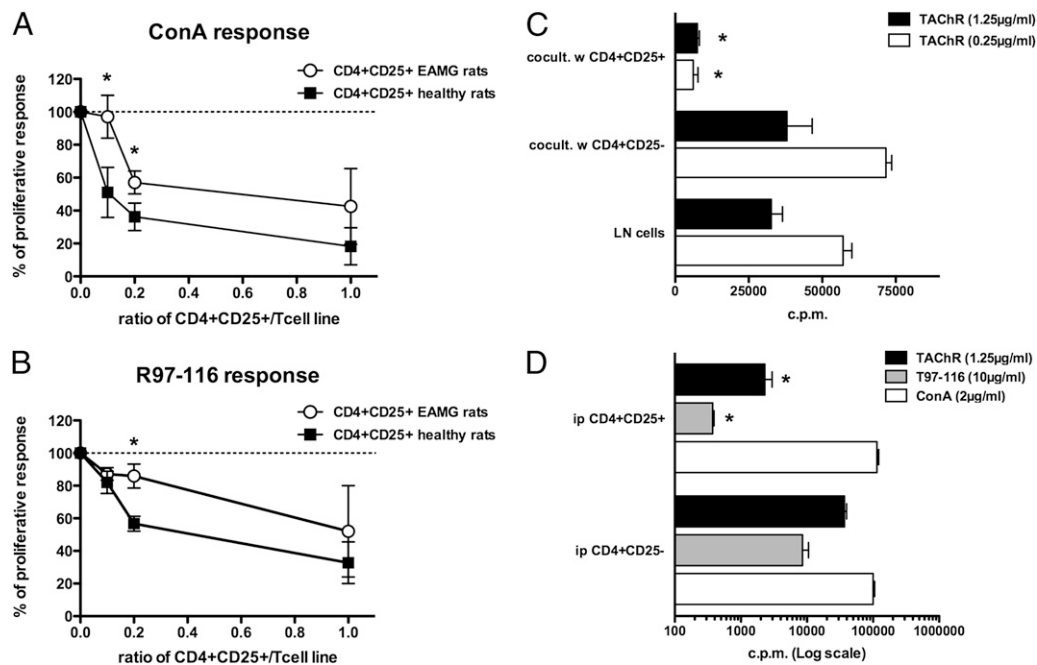 A
ConA response
CD4+CD25+ EAMG rats
CD4+CD25+ healthy rats
% of proliferative response
120
100
80
60
40
20
0
*
*
0.0 0.2 0.4 0.6 0.8 1.0
ratio of CD4+CD25+/Tcell line
B
R97-116 response
CD4+CD25+ EAMG rats
CD4+CD25+ healthy rats
% of proliferative response
120
100
80
60
40
20
0
*
0.0 0.2 0.4 0.6 0.8 1.0
ratio of CD4+CD25+/Tcell line
C
TAChR (1.25µg/ml)
TAChR (0.25µg/ml)
cocult. w CD4+CD25+
*
*
cocult. w CD4+CD25-
LN cells
0 25000 50000 75000
c.p.m.
D
TAChR (1.25µg/ml)
T97-116 (10µg/ml)
ConA (2µg/ml)
ip CD4+CD25+
*
*
ip CD4+CD25-
100 1000 10000 100000 1000000
c.p.m. (Log scale)